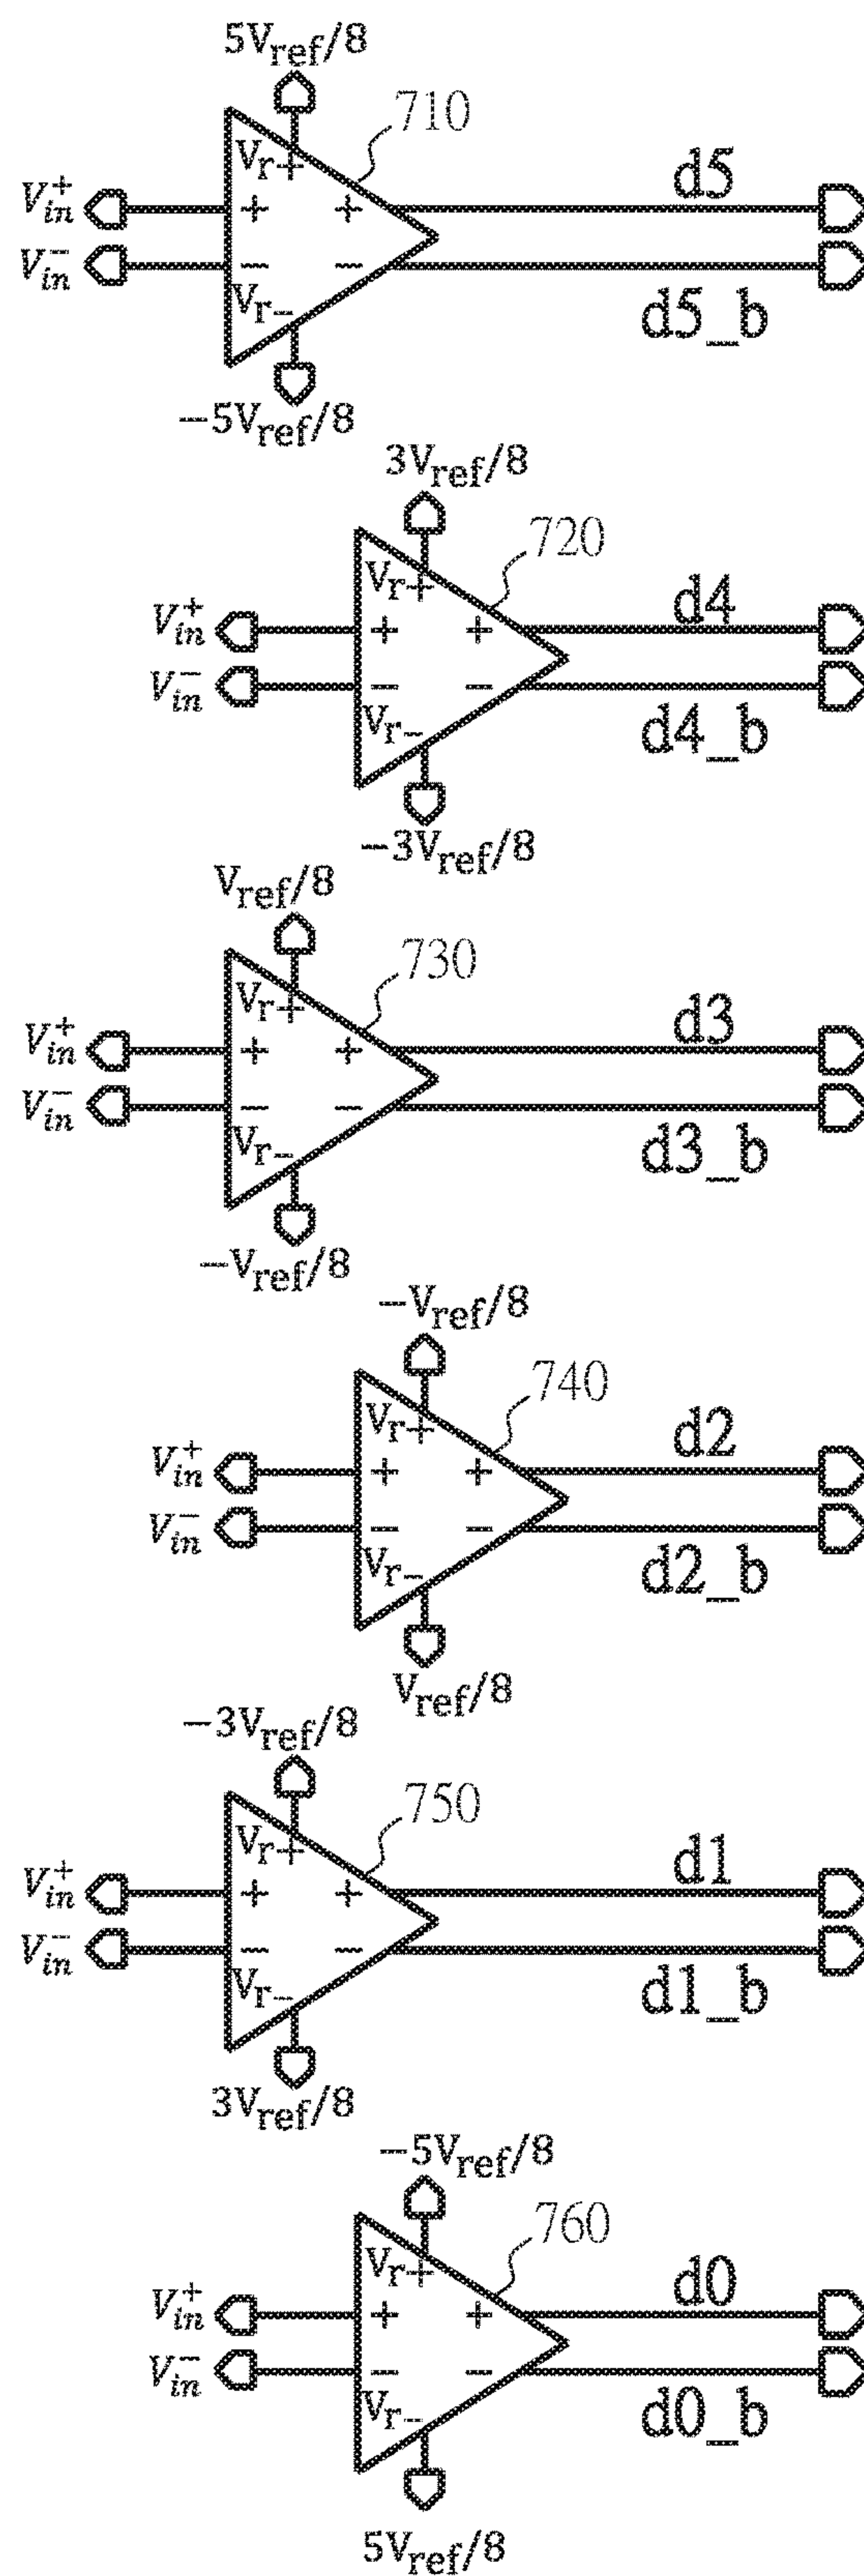 5Vref/8
710
Vr+
d5
Vin+ + +
Vin- − −
Vr-
d5_b
−5Vref/8
3Vref/8
720
Vr+
d4
Vin+ + +
Vin- − −
Vr-
d4_b
−3Vref/8
Vref/8
730
Vr+
d3
Vin+ + +
Vin- − −
Vr-
d3_b
−Vref/8
−Vref/8
740
Vr+
d2
Vin+ + +
Vin- − −
Vr-
d2_b
Vref/8
−3Vref/8
750
Vr+
d1
Vin+ + +
Vin- − −
Vr-
d1_b
3Vref/8
−5Vref/8
760
Vr+
d0
Vin+ + +
Vin- − −
Vr-
d0_b
5Vref/8